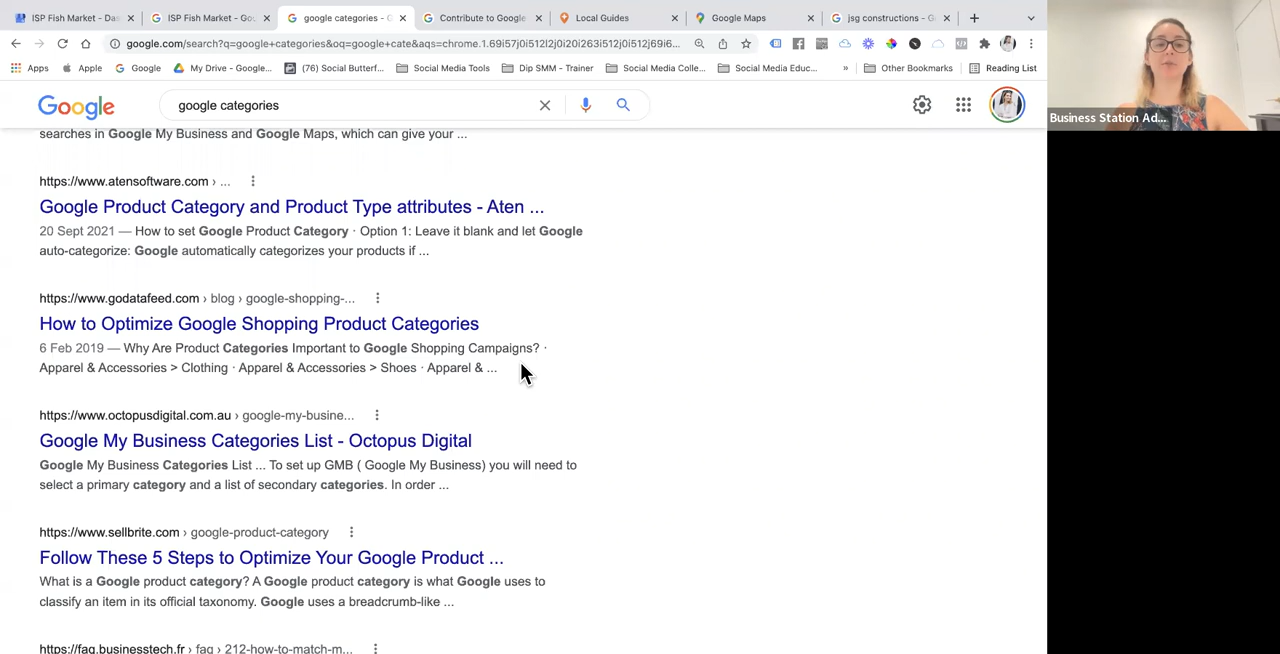 ISP Fish Market - Das
ISP Fish Market - Goo
google categories - G
Contribute to Google
Local Guides
Google Maps
jsg constructions - G
google.com/search?q=google+categories&oq=google+cate&aqs=chrome.1.69i57j0i512l2j0i20i263i512j0i512j69i6...
Apps
Apple
Google
My Drive - Google...
(76) Social Butterf...
Social Media Tools
Dip SMM - Trainer
Social Media Colle...
Social Media Educ...
»
Other Bookmarks
Reading List
Google
google categories
Business Station Ad...
searches in Google My Business and Google Maps, which can give your ...
https://www.atensoftware.com › ...
Google Product Category and Product Type attributes - Aten ...
20 Sept 2021 — How to set Google Product Category · Option 1: Leave it blank and let Google
auto-categorize: Google automatically categorizes your products if ...
https://www.godatafeed.com › blog › google-shopping-...
How to Optimize Google Shopping Product Categories
6 Feb 2019 — Why Are Product Categories Important to Google Shopping Campaigns? ·
Apparel & Accessories > Clothing · Apparel & Accessories > Shoes · Apparel & ...
https://www.octopusdigital.com.au › google-my-busine...
Google My Business Categories List - Octopus Digital
Google My Business Categories List ... To set up GMB ( Google My Business) you will need to
select a primary category and a list of secondary categories. In order ...
https://www.sellbrite.com › google-product-category
Follow These 5 Steps to Optimize Your Google Product ...
What is a Google product category? A Google product category is what Google uses to
classify an item in its official taxonomy. Google uses a breadcrumb-like ...
https://faq.businesstech.fr › faq › 212-how-to-match-m...